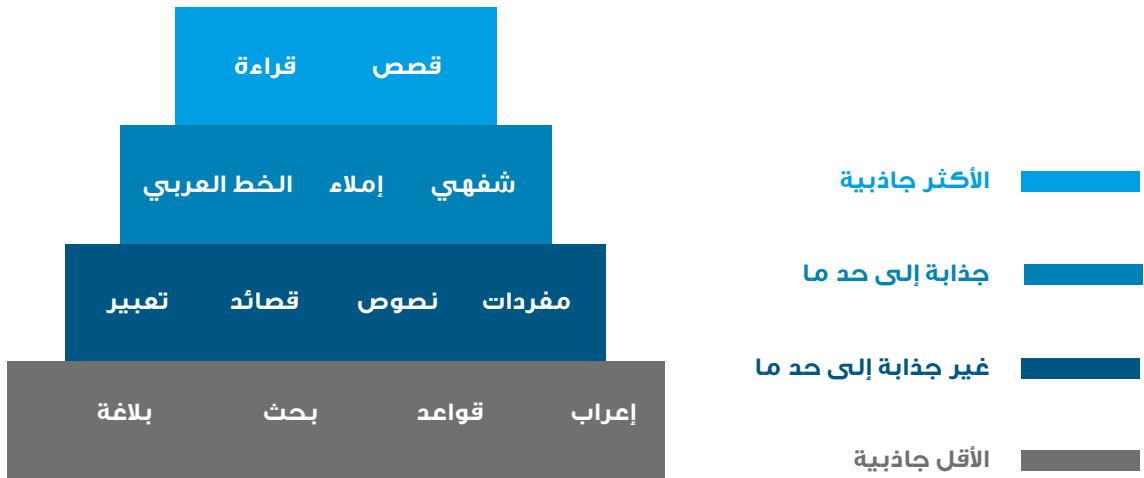 قصص قراءة
شفهي إملاء الخط العربي
مفردات نصوص قصائد تعبير
إعراب قواعد بحث بلاغة
الأكثر جاذبية
جذابة إلى حد ما
غير جذابة إلى حد ما
الأقل جاذبية